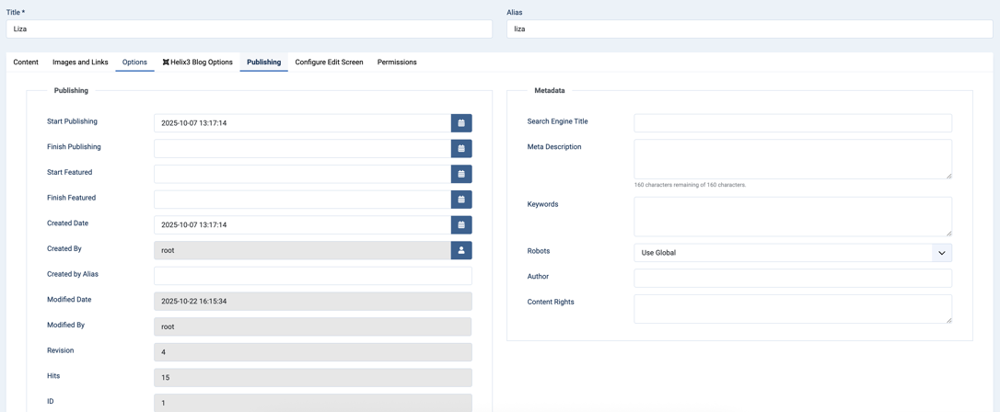 Title *
Alias
Liza
liza
Content
Images and Links
Options
Helix3 Blog Options
Publishing
Configure Edit Screen
Permissions
Publishing
Start Publishing
2025-10-07 13:17:14
Finish Publishing
Start Featured
Finish Featured
Created Date
2025-10-07 13:17:14
Created By
root
Created by Alias
Modified Date
2025-10-22 16:15:34
Modified By
root
Revision
4
Hits
15
ID
1
Metadata
Search Engine Title
Meta Description
160 characters remaining of 160 characters.
Keywords
Robots
Use Global
Author
Content Rights